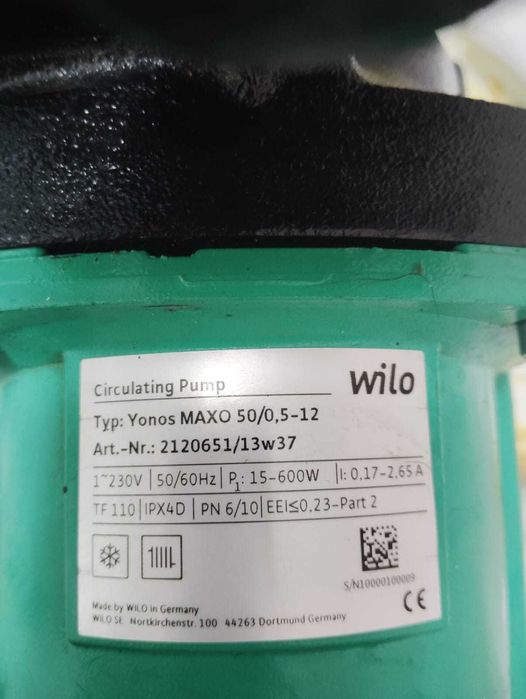 wilo
Circulating Pump
Typ: Yonos MAXO 50/0,5-12
Art.-Nr.: 2120651/13w37
1~230V | 50/60Hz | P1: 15-600W | I: 0,17-2,65 A
TF 110 | IPX4D | PN 6/10 | EEI≤0,23-Part 2
S/N10000100009
CE
Made by WILO in Germany
WILO SE Nortkirchenstr. 100 44263 Dortmund Germany